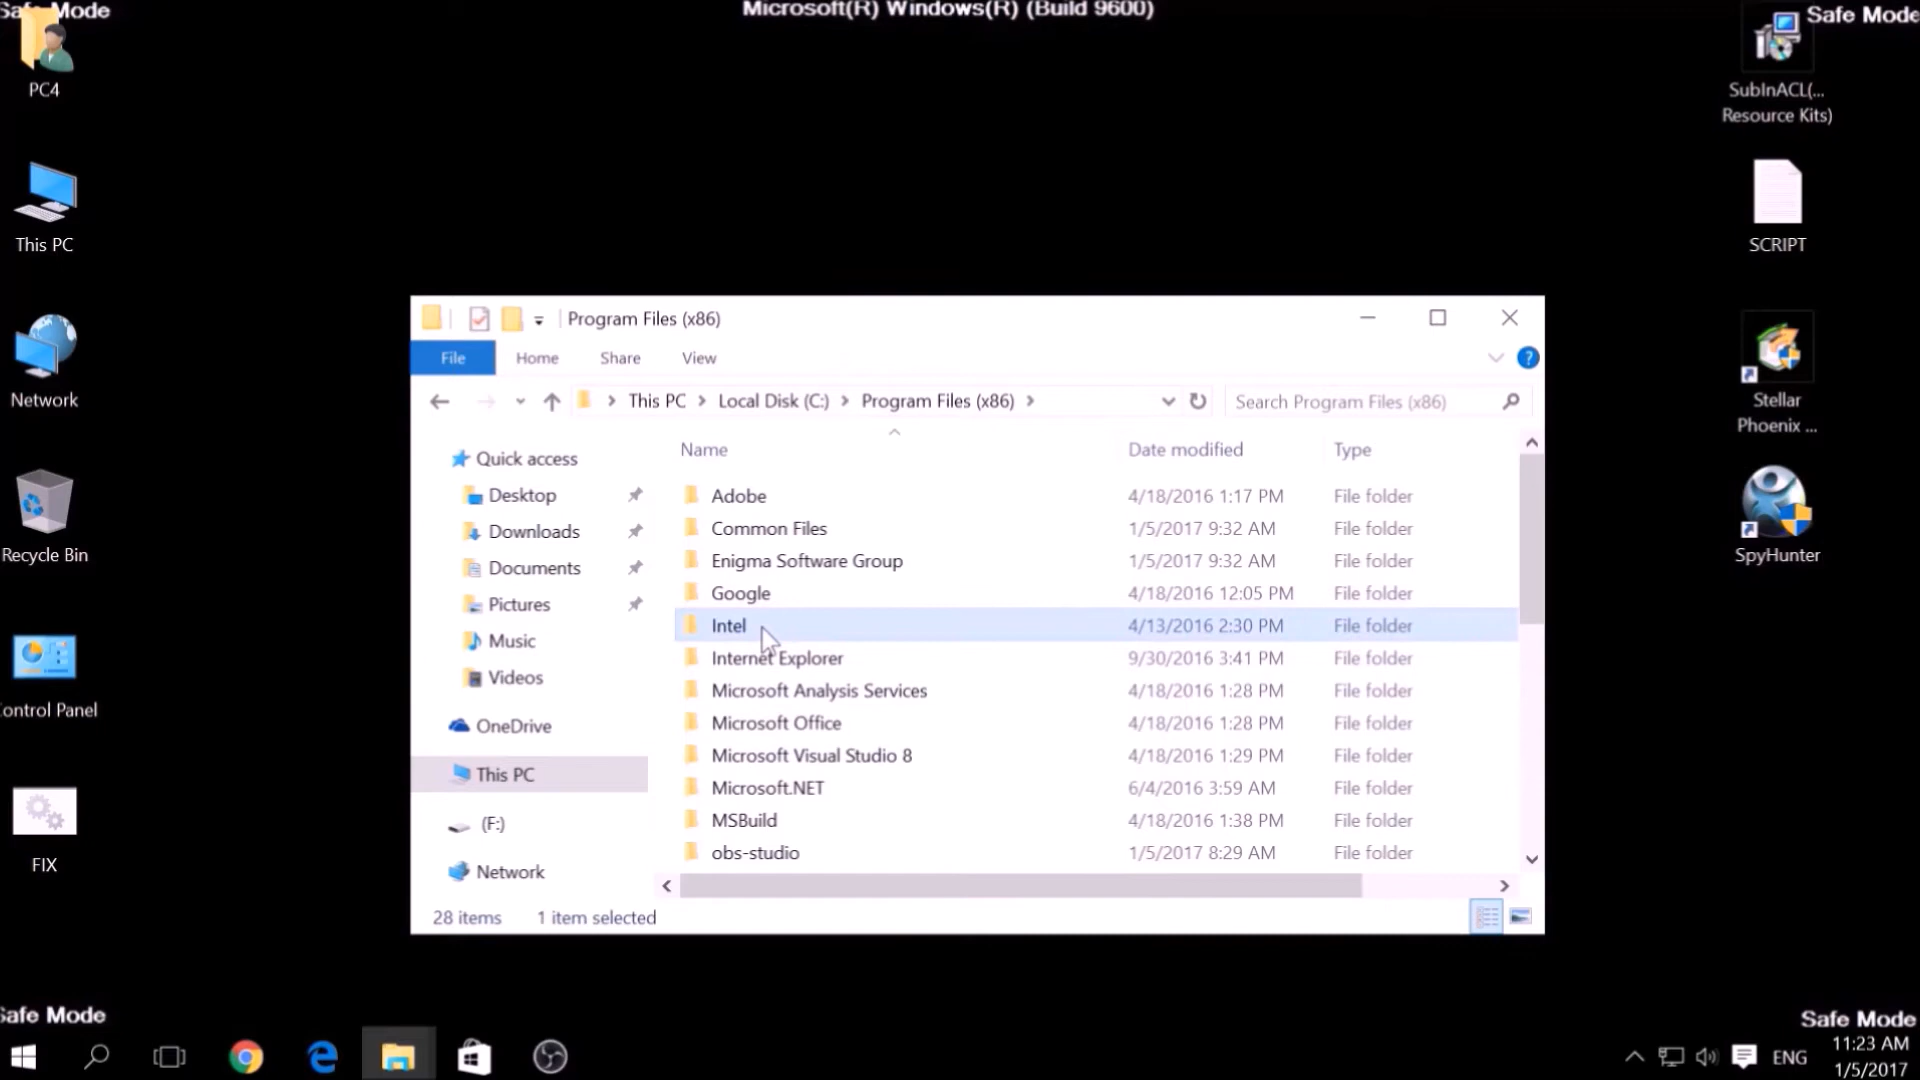 Safe Mode
Microsoft(R) Windows(R) (Build 9600)
Safe Mode
PC4
This PC
Network
Recycle Bin
Control Panel
FIX
SubInACL(...
Resource Kits)
SCRIPT
Stellar
Phoenix ...
SpyHunter
Program Files (x86)
File Home Share View
This PC Local Disk (C:) Program Files (x86)
Search Program Files (x86)
Quick access
Desktop
Downloads
Documents
Pictures
Music
Videos
OneDrive
This PC
(F:)
Network
Name Date modified Type
Adobe 4/18/2016 1:17 PM File folder
Common Files 1/5/2017 9:32 AM File folder
Enigma Software Group 1/5/2017 9:32 AM File folder
Google 4/18/2016 12:05 PM File folder
Intel 4/13/2016 2:30 PM File folder
Internet Explorer 9/30/2016 3:41 PM File folder
Microsoft Analysis Services 4/18/2016 1:28 PM File folder
Microsoft Office 4/18/2016 1:28 PM File folder
Microsoft Visual Studio 8 4/18/2016 1:29 PM File folder
Microsoft.NET 6/4/2016 3:59 AM File folder
MSBuild 4/18/2016 1:38 PM File folder
obs-studio 1/5/2017 8:29 AM File folder
28 items 1 item selected
Safe Mode
Safe Mode
ENG
11:23 AM
1/5/2017